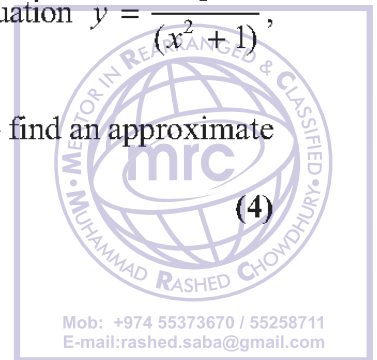 uation y = /(x² + 1),
find an approximate
(4)
MENTOR IN REARRANGED & CLASSIFIED
mrc
MUHAMMAD RASHED CHOWDHURY
Mob: +974 55373670 / 55258711
E-mail:rashed.saba@gmail.com